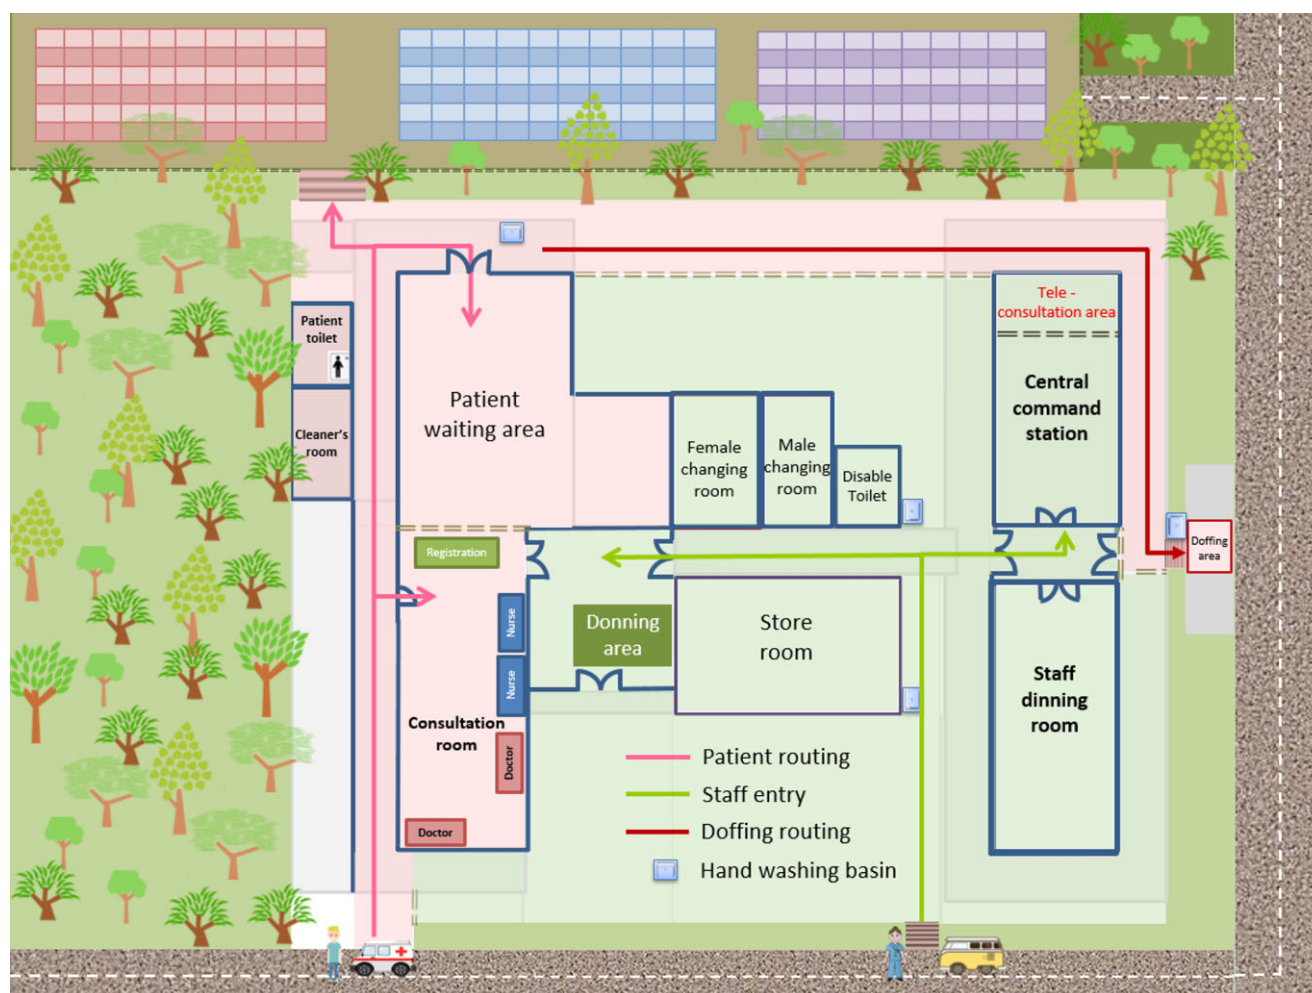 Tele -
consultation area
Patient
toilet
Central
command
station
Patient
waiting area
Cleaner's
room
Female
changing
room
Male
changing
room
Disable
Toilet
Registration
Doffing
area
Nurse
Donning
area
Store
room
Nurse
Staff
dinning
room
Consultation
room
Doctor
Doctor
Patient routing
Staff entry
Doffing routing
Hand washing basin